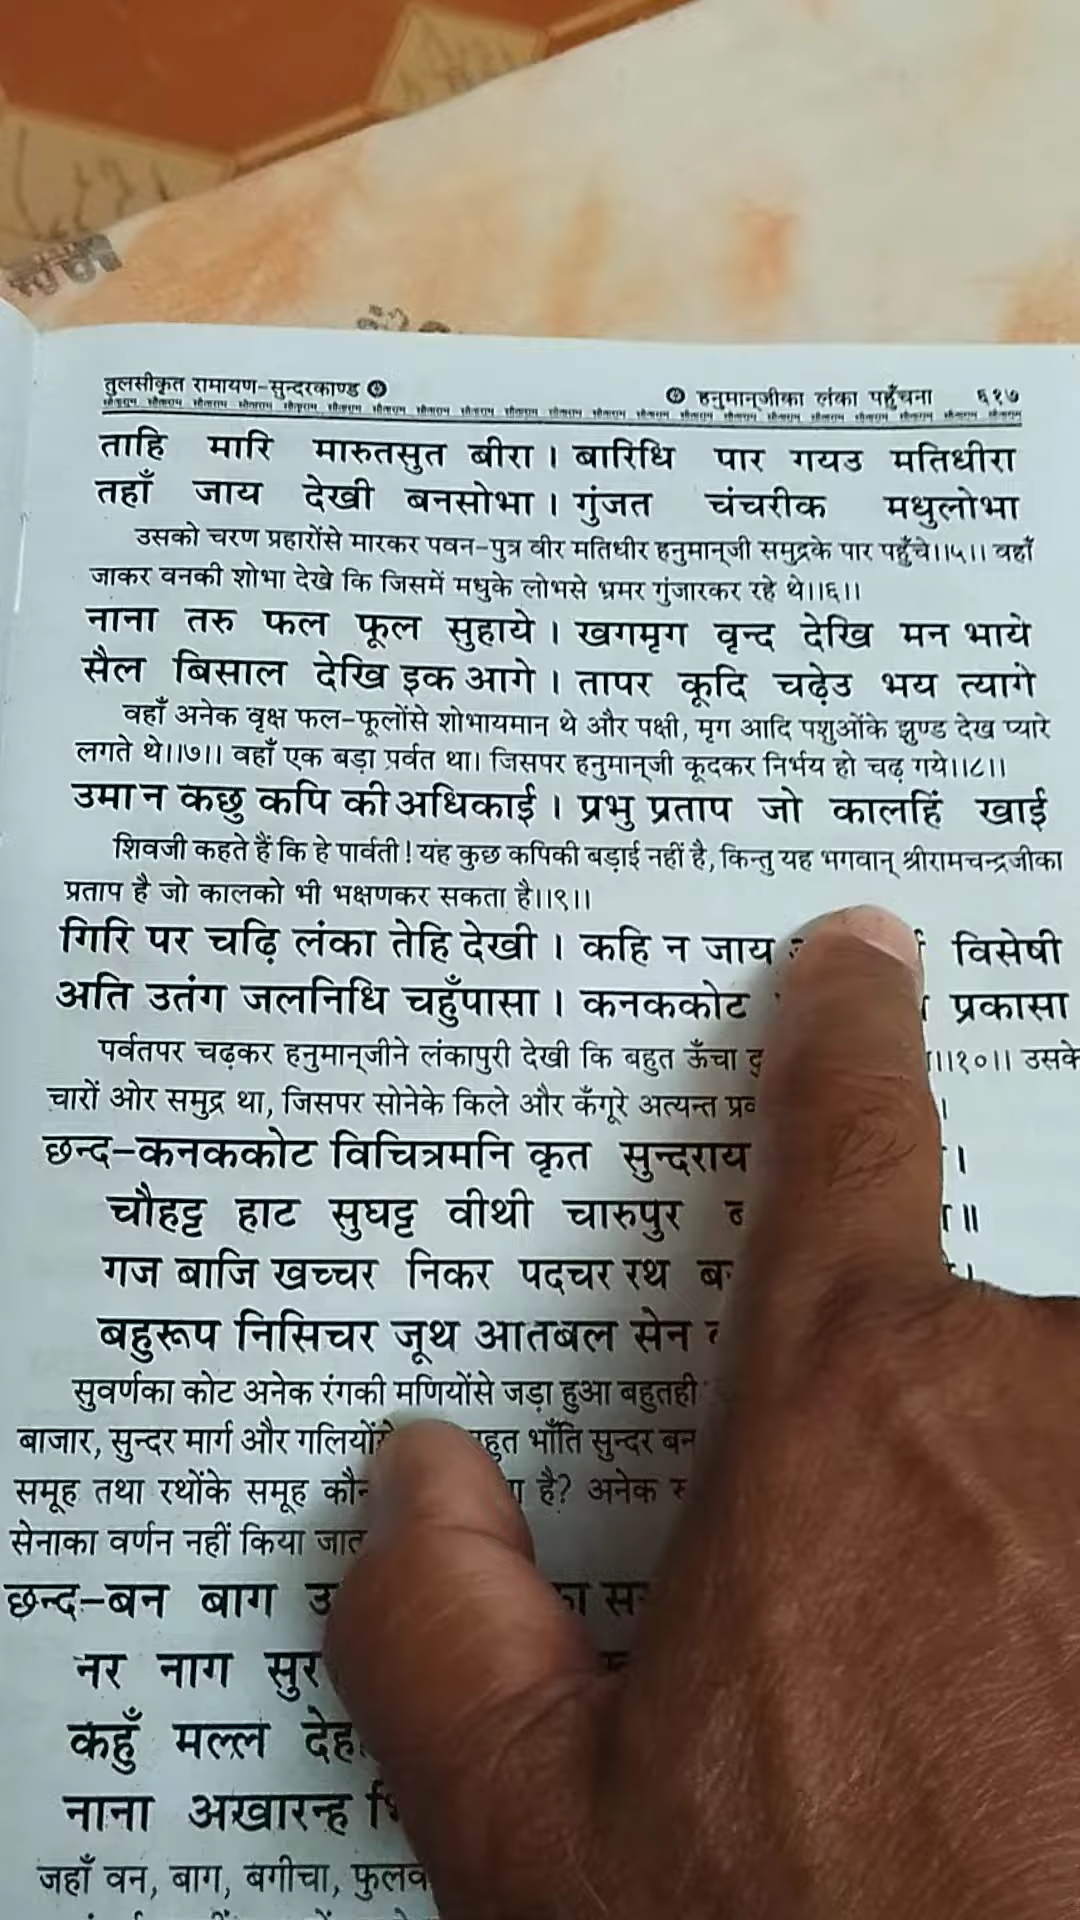 तुलसीकृत रामायण-सुन्दरकाण्ड
हनुमान्‌जीका लंका पहुँचना ६१७
सीताराम सीताराम सीताराम सीताराम सीताराम सीताराम सीताराम सीताराम सीताराम सीताराम सीताराम सीताराम सीताराम सीताराम सीताराम सीताराम सीताराम सीताराम सीताराम सीताराम सीताराम
ताहि मारि मारुतसुत बीरा । बारिधि पार गयउ मतिधीरा
तहाँ जाय देखी बनसोभा । गुंजत चंचरीक मधुलोभा
उसको चरण प्रहारोंसे मारकर पवन-पुत्र वीर मतिधीर हनुमान्‌जी समुद्रके पार पहुँचे।।५।। वहाँ
जाकर वनकी शोभा देखे कि जिसमें मधुके लोभसे भ्रमर गुंजारकर रहे थे।।६।।
नाना तरु फल फूल सुहाये । खगमृग वृन्द देखि मन भाये
सैल बिसाल देखि इक आगे । तापर कूदि चढ़ेउ भय त्यागे
वहाँ अनेक वृक्ष फल-फूलोंसे शोभायमान थे और पक्षी, मृग आदि पशुओंके झुण्ड देख प्यारे
लगते थे।।७।। वहाँ एक बड़ा पर्वत था। जिसपर हनुमान्‌जी कूदकर निर्भय हो चढ़ गये।।८।।
उमा न कछु कपि की अधिकाई । प्रभु प्रताप जो कालहिं खाई
शिवजी कहते हैं कि हे पार्वती! यंह कुछ कपिकी बड़ाई नहीं है, किन्तु यह भगवान् श्रीरामचन्द्रजीका
प्रताप है जो कालको भी भक्षणकर सकता है।।९।।
गिरि पर चढ़ि लंका तेहि देखी । कहि न जाय विसेषी
अति उतंग जलनिधि चहुँपासा । कनककोट प्रकासा
पर्वतपर चढ़कर हनुमान्‌जीने लंकापुरी देखी कि बहुत ऊँचा ।।१०।। उसके
चारों ओर समुद्र था, जिसपर सोनेके किले और कँगूरे अत्यन्त ।
छन्द-कनककोट विचित्रमनि कृत सुन्दराय ।
चौहट्ट हाट सुघट्ट वीथी चारुपुर ॥
गज बाजि खच्चर निकर पदचर रथ ।
बहुरूप निसिचर जूथ आतबल सेन
सुवर्णका कोट अनेक रंगकी मणियोंसे जड़ा हुआ बहुतही
बाजार, सुन्दर मार्ग और भाँति सुन्दर
समूह तथा रथोंके समूह है? अनेक
सेनाका वर्णन नहीं किया
छन्द-बन बाग
नर नाग सुर
कहुँ मल्ल
नाना अखारन्ह
जहाँ वन, बाग, बगीचा,